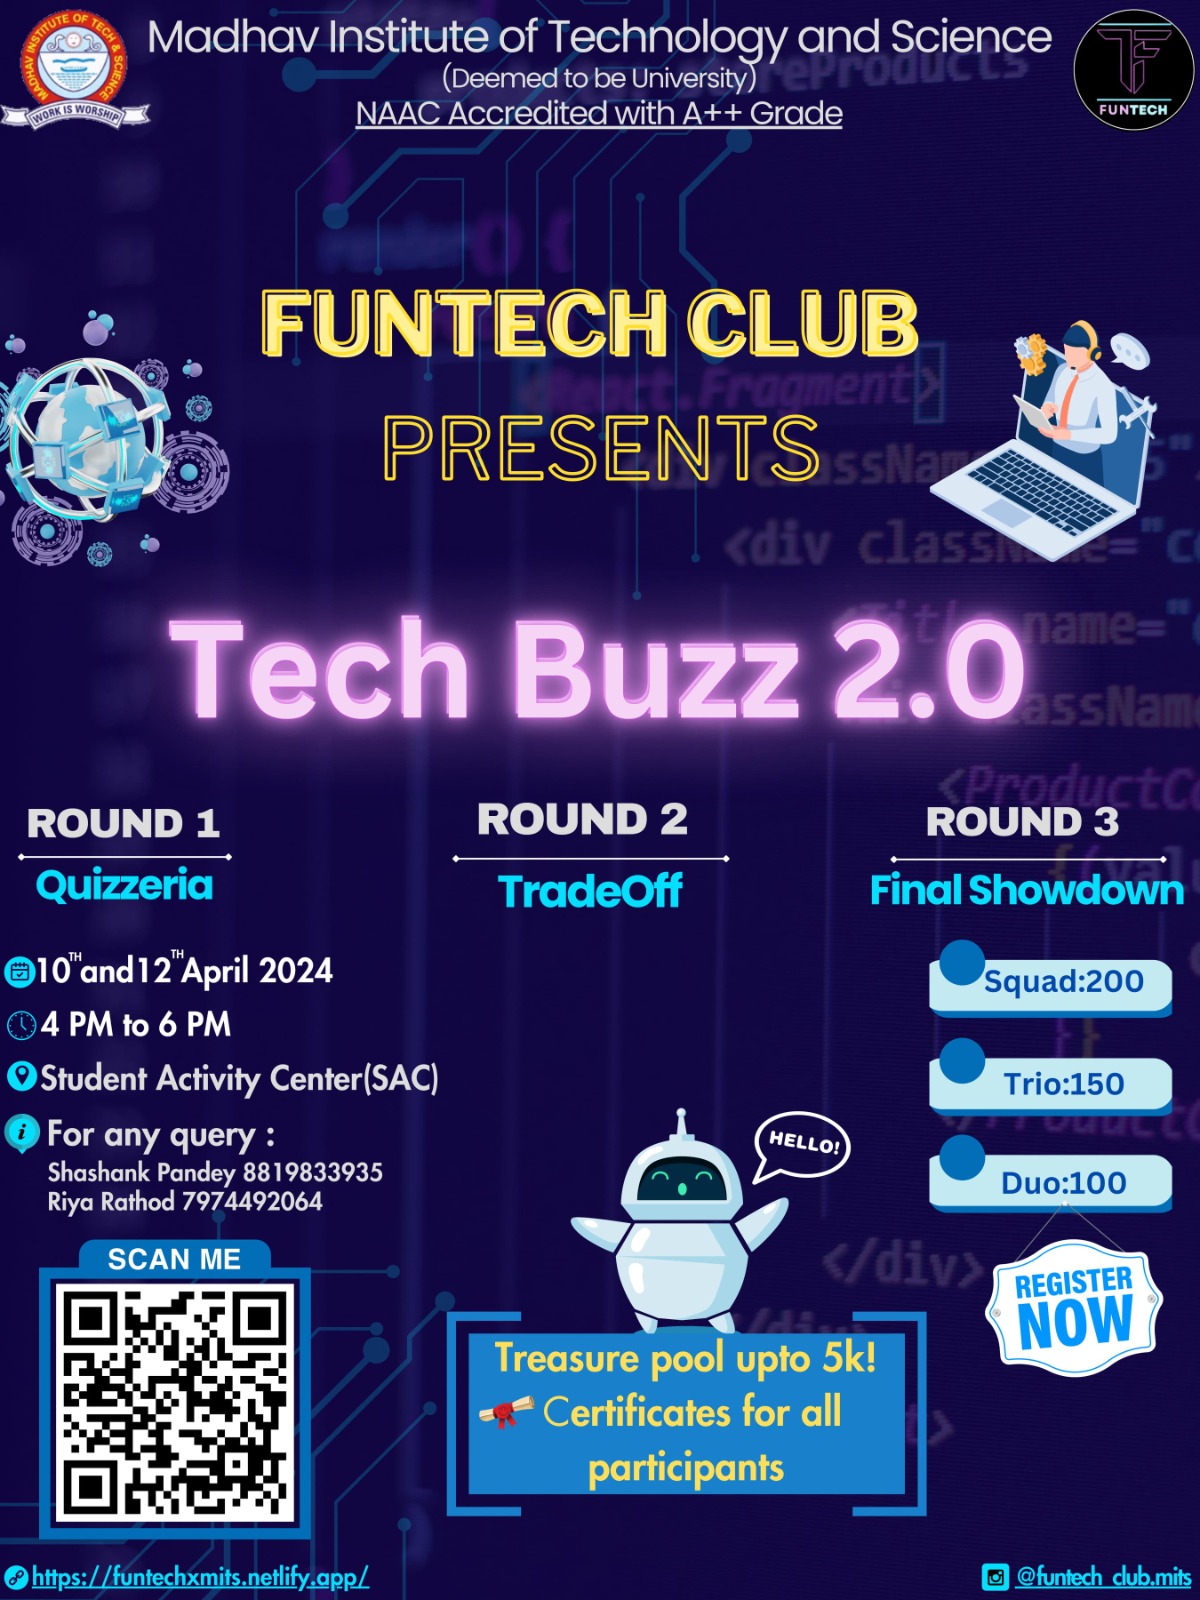 Madhav Institute of Technology and Science
(Deemed to be University)
NAAC Accredited with A++ Grade
MADHAV INSTITUTE OF TECH & SCIENCE
WORK IS WORSHIP
TF
FUNTECH
FUNTECH CLUB
PRESENTS
Tech Buzz 2.0
ROUND 1
Quizzeria
ROUND 2
TradeOff
ROUND 3
Final Showdown
10TH and 12TH April 2024
4 PM to 6 PM
Student Activity Center(SAC)
For any query :
Shashank Pandey 8819833935
Riya Rathod 7974492064
Squad:200
Trio:150
Duo:100
REGISTER
NOW
HELLO!
SCAN ME
Treasure pool upto 5k!
Certificates for all
participants
https://funtechxmits.netlify.app/
@funtech_club.mits